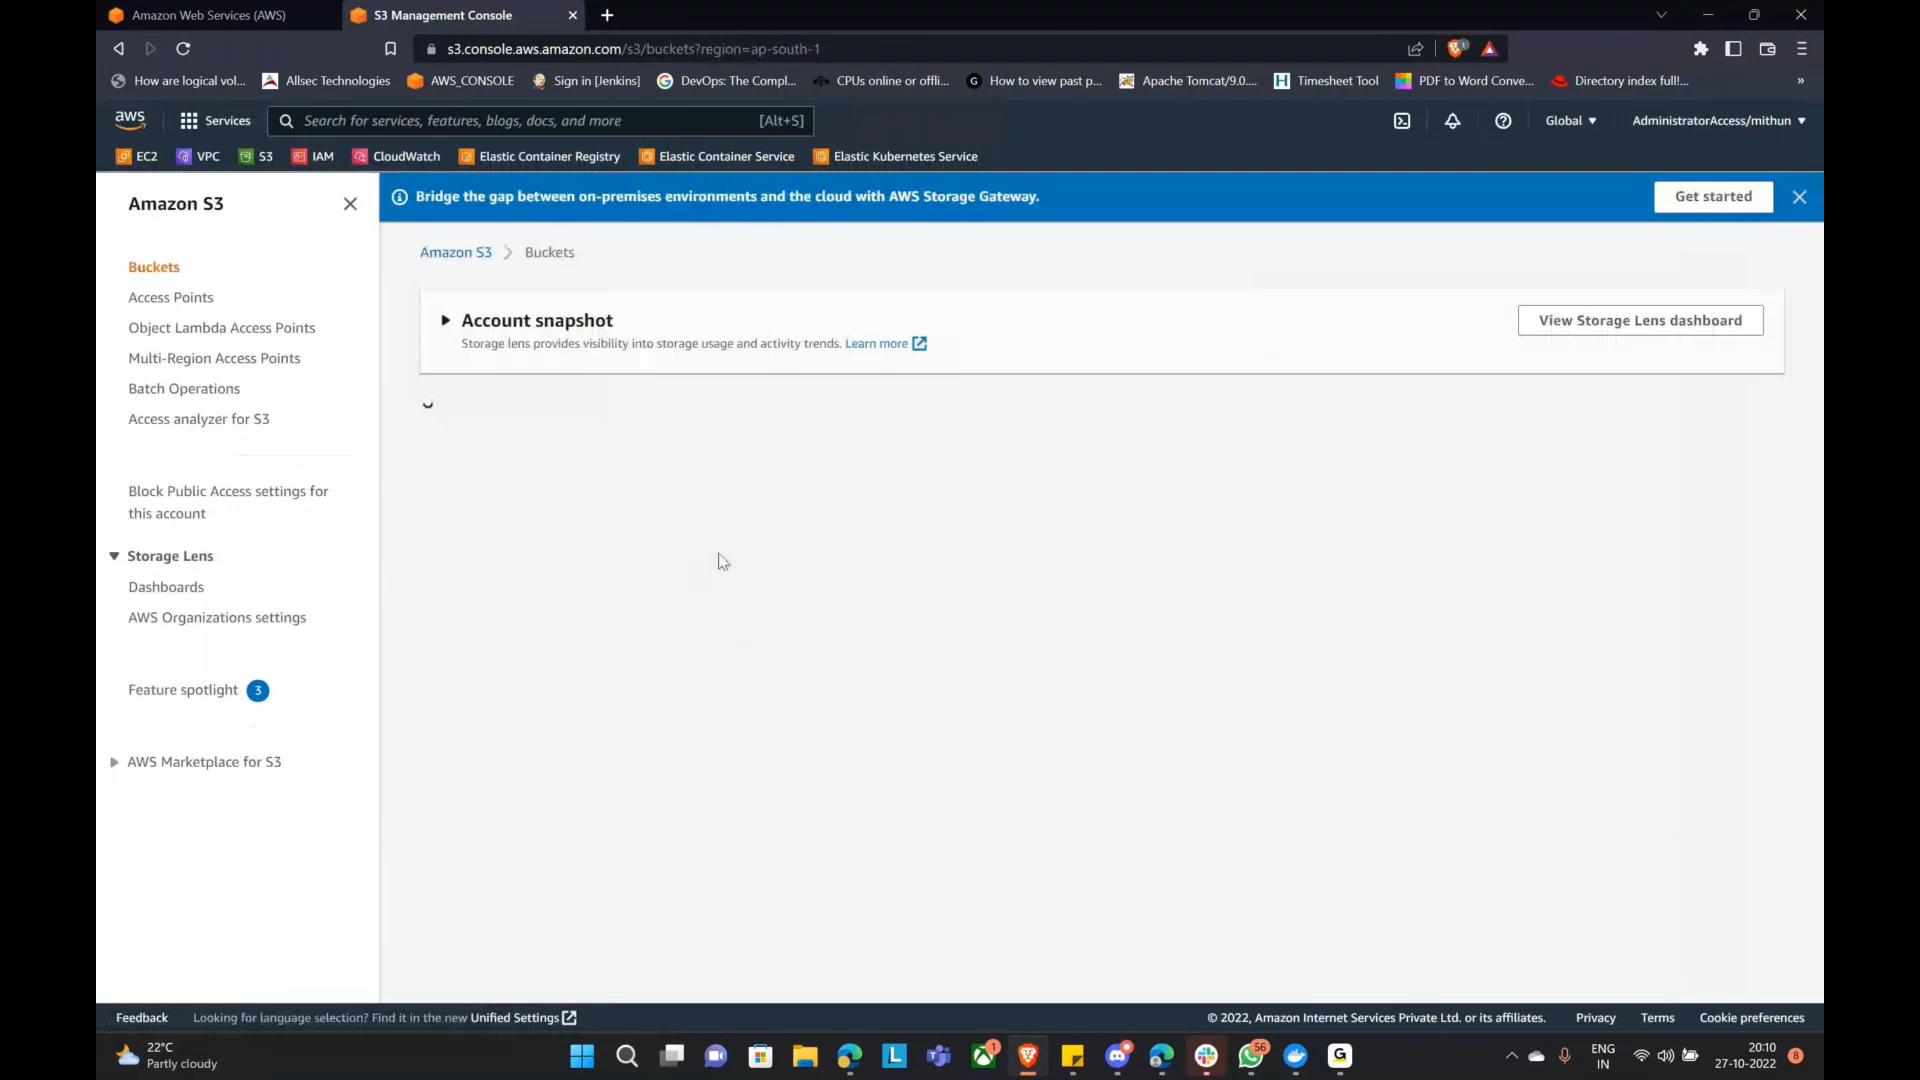 Amazon Web Services (AWS)
S3 Management Console
s3.console.aws.amazon.com/s3/buckets?region=ap-south-1
1
How are logical vol...
Allsec Technologies
AWS_CONSOLE
Sign in [Jenkins]
DevOps: The Compl...
CPUs online or offli...
How to view past p...
Apache Tomcat/9.0....
Timesheet Tool
PDF to Word Conve...
Directory index full!...
»
aws
Services
Search for services, features, blogs, docs, and more
[Alt+S]
Global
AdministratorAccess/mithun
EC2
VPC
S3
IAM
CloudWatch
Elastic Container Registry
Elastic Container Service
Elastic Kubernetes Service
Amazon S3
Bridge the gap between on-premises environments and the cloud with AWS Storage Gateway.
Get started
Amazon S3
Buckets
Buckets
Access Points
Object Lambda Access Points
Multi-Region Access Points
Batch Operations
Access analyzer for S3
Block Public Access settings for
this account
Storage Lens
Dashboards
AWS Organizations settings
Feature spotlight 3
AWS Marketplace for S3
Account snapshot
Storage lens provides visibility into storage usage and activity trends. Learn more
View Storage Lens dashboard
Feedback
Looking for language selection? Find it in the new Unified Settings
© 2022, Amazon Internet Services Private Ltd. or its affiliates.
Privacy
Terms
Cookie preferences
22°C
Partly cloudy
L
1
56
G
ENG
IN
20:10
27-10-2022
8